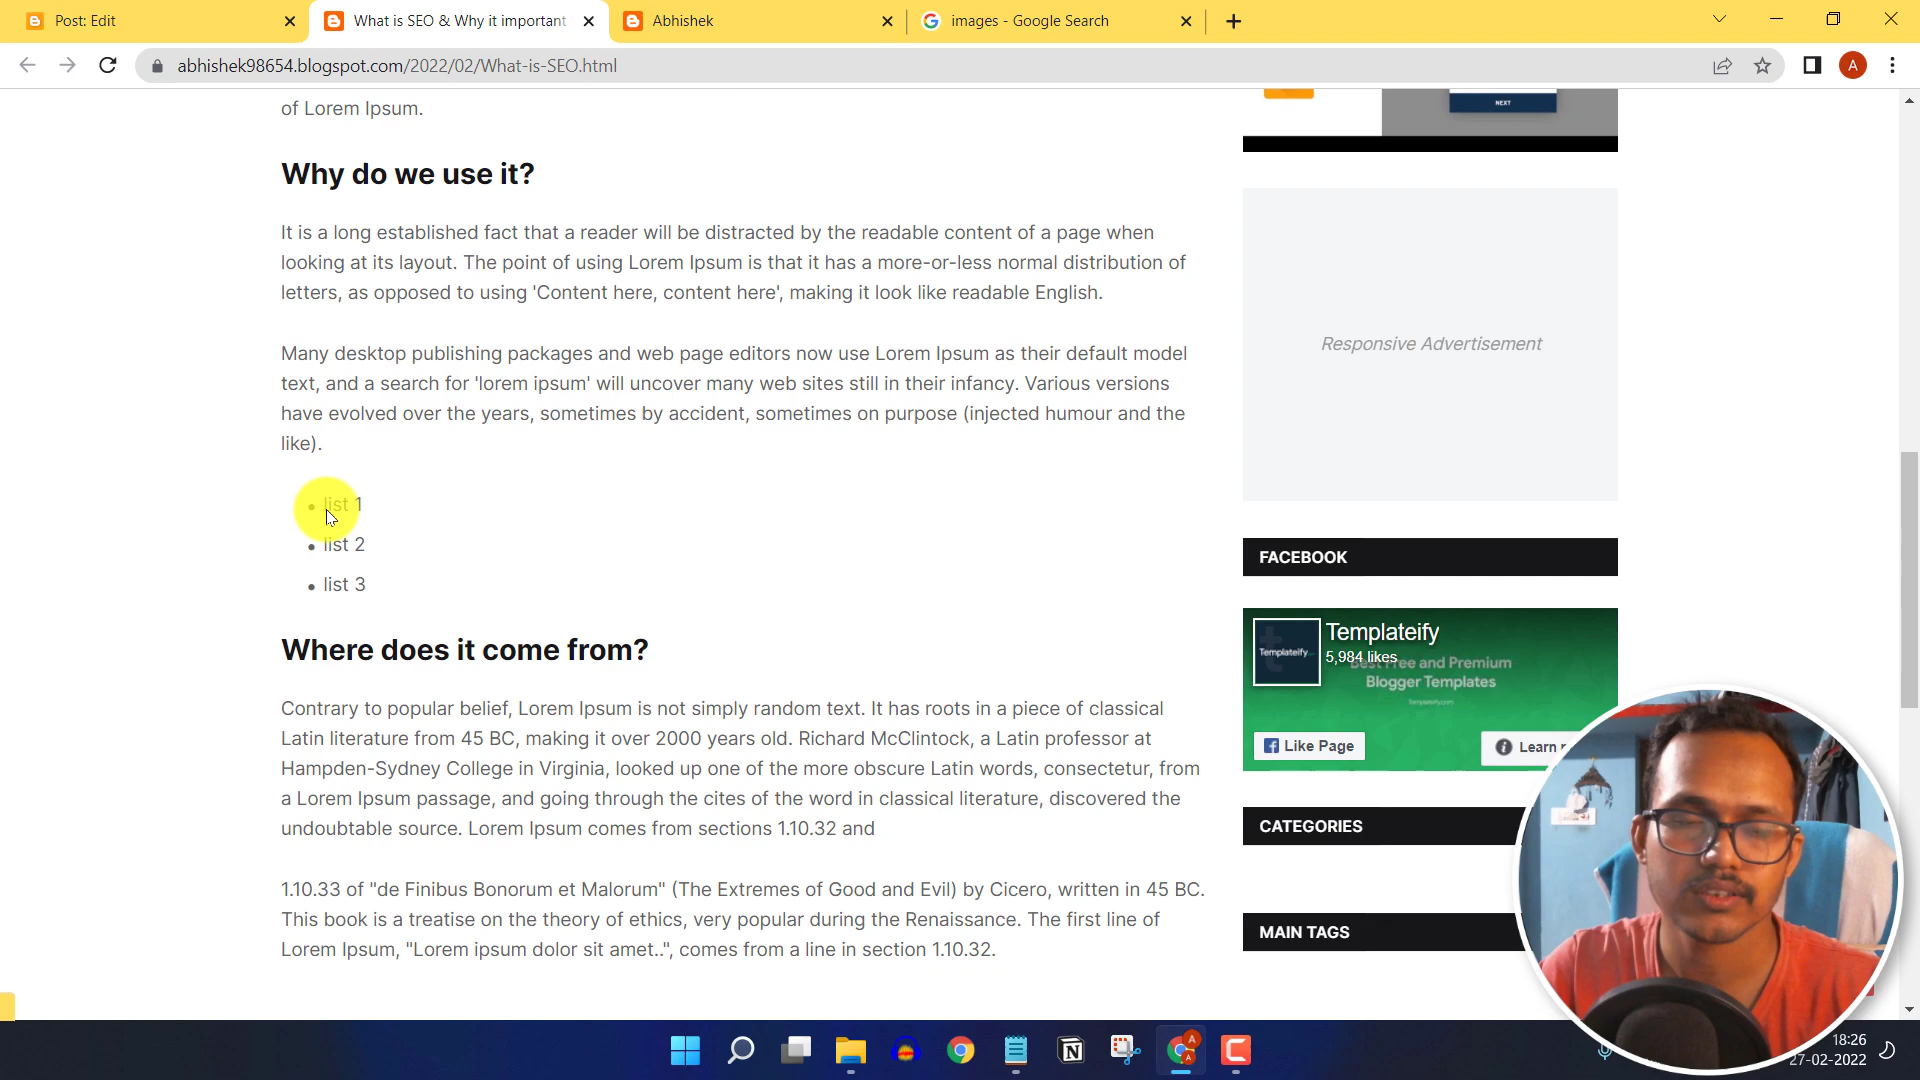 Post: Edit
What is SEO & Why it important
Abhishek
images - Google Search
abhishek98654.blogspot.com/2022/02/What-is-SEO.html
A
of Lorem Ipsum.
NEXT
Why do we use it?
It is a long established fact that a reader will be distracted by the readable content of a page when
looking at its layout. The point of using Lorem Ipsum is that it has a more-or-less normal distribution of
letters, as opposed to using 'Content here, content here', making it look like readable English.
Many desktop publishing packages and web page editors now use Lorem Ipsum as their default model
text, and a search for 'lorem ipsum' will uncover many web sites still in their infancy. Various versions
have evolved over the years, sometimes by accident, sometimes on purpose (injected humour and the
like).
• list 1
• list 2
• list 3
Where does it come from?
Contrary to popular belief, Lorem Ipsum is not simply random text. It has roots in a piece of classical
Latin literature from 45 BC, making it over 2000 years old. Richard McClintock, a Latin professor at
Hampden-Sydney College in Virginia, looked up one of the more obscure Latin words, consectetur, from
a Lorem Ipsum passage, and going through the cites of the word in classical literature, discovered the
undoubtable source. Lorem Ipsum comes from sections 1.10.32 and
1.10.33 of "de Finibus Bonorum et Malorum" (The Extremes of Good and Evil) by Cicero, written in 45 BC.
This book is a treatise on the theory of ethics, very popular during the Renaissance. The first line of
Lorem Ipsum, "Lorem ipsum dolor sit amet..", comes from a line in section 1.10.32.
Responsive Advertisement
FACEBOOK
Templateify
Templateify
5,984 likes
Best Free and Premium
Blogger Templates
Templateify.com
Like Page
Learn
CATEGORIES
MAIN TAGS
18:26
27-02-2022